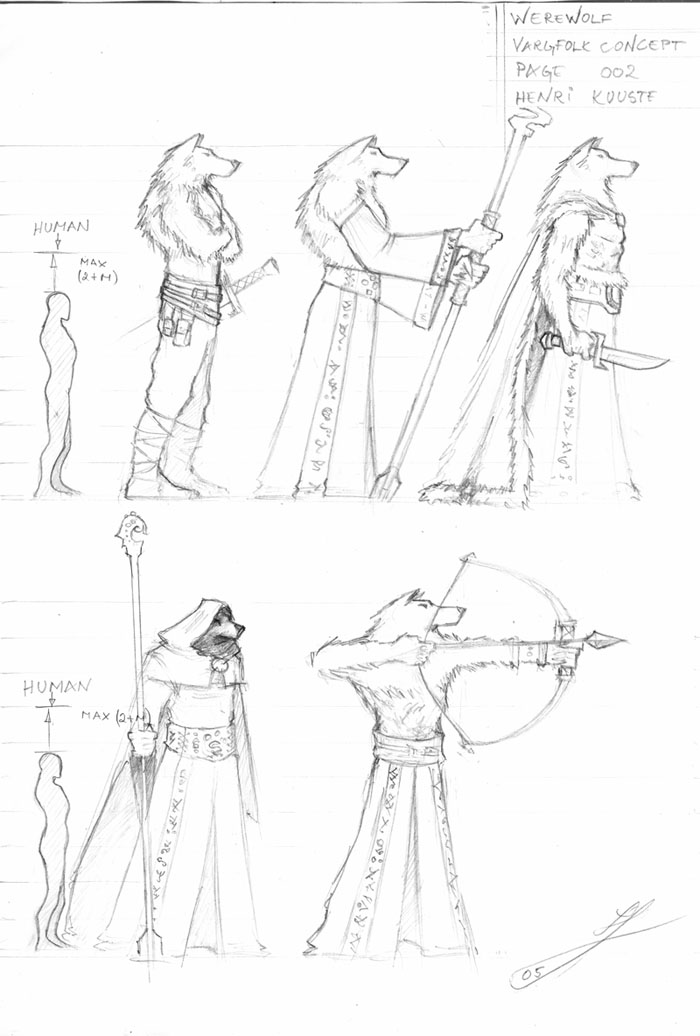 WEREWOLF
VARGFOLK CONCEPT
PAGE 002
HENRI KUUSTE
HUMAN
MAX
(2+M)
HUMAN
MAX (2+M)
05